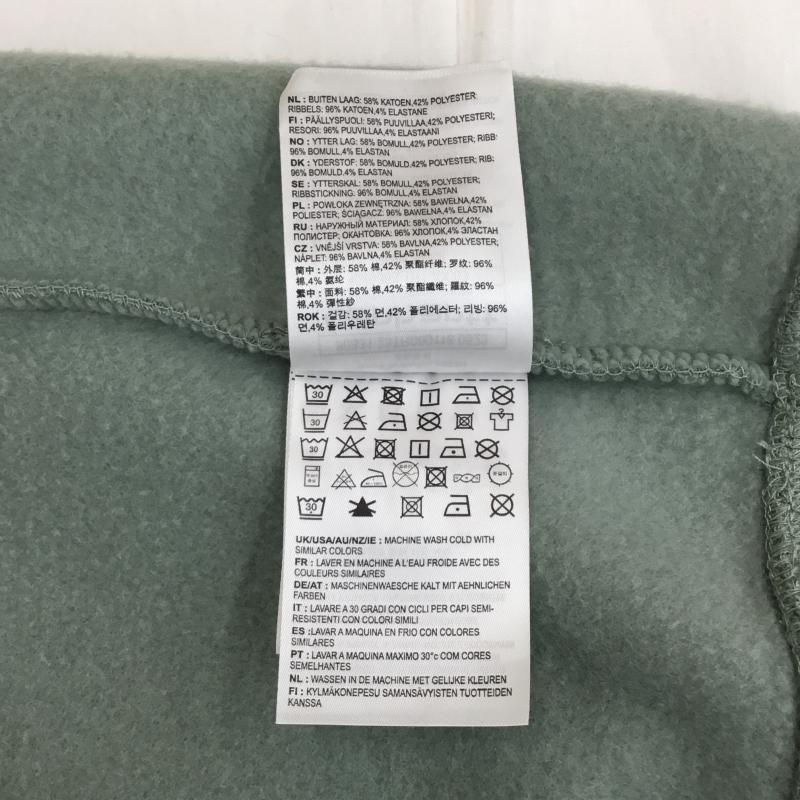 NL : BUITEN LAAG: 58% KATOEN,42% POLYESTER;
RIBBELS: 96% KATOEN,4% ELASTANE
FI : PÄÄLLYSPUOLI: 58% PUUVILLAA,42% POLYESTERI;
RESORI: 96% PUUVILLAA,4% ELASTAANI
NO : YTTER LAG: 58% BOMULL,42% POLYESTER; RIBB:
96% BOMULL,4% ELASTAN
DK : YDERSTOF: 58% BOMULD,42% POLYESTER; RIB:
96% BOMULD.4% ELASTAN
SE : YTTERSKAL: 58% BOMULL,42% POLYESTER;
RIBBSTICKNING: 96% BOMULL,4% ELASTAN
PL : POWŁOKA ZEWNĘTRZNA: 58% BAWEŁNA,42%
POLIESTER; ŚCIĄGACZ: 96% BAWEŁNA,4% ELASTAN
RU : НАРУЖНЫЙ МАТЕРИАЛ: 58% ХЛОПОК,42%
ПОЛИЭСТЕР; ОКАНТОВКА: 96% ХЛОПОК,4% ЭЛАСТАН
CZ : VNĚJŠÍ VRSTVA: 58% BAVLNA,42% POLYESTER;
NÁPLET: 96% BAVLNA,4% ELASTAN
简中 : 外层: 58% 棉,42% 聚酯纤维; 罗纹: 96%
棉,4% 氨纶
繁中 : 面料: 58% 棉,42% 聚酯纖維; 羅紋: 96%
棉,4% 彈性紗
ROK : 겉감: 58% 면,42% 폴리에스터; 리빙: 96%
면,4% 폴리우레탄
30
30
30
30
UK/USA/AU/NZ/IE : MACHINE WASH COLD WITH
SIMILAR COLORS
FR : LAVER EN MACHINE A L'EAU FROIDE AVEC DES
COULEURS SIMILAIRES
DE/AT : MASCHINENWAESCHE KALT MIT AEHNLICHEN
FARBEN
IT : LAVARE A 30 GRADI CON CICLI PER CAPI SEMI-
RESISTENTI CON COLORI SIMILI
ES :LAVAR A MAQUINA EN FRIO CON COLORES
SIMILARES
PT : LAVAR A MAQUINA MAXIMO 30°c COM CORES
SEMELHANTES
NL : WASSEN IN DE MACHINE MET GELIJKE KLEUREN
FI : KYLMÄKONEPESU SAMANSÄVYISTEN TUOTTEIDEN
KANSSA